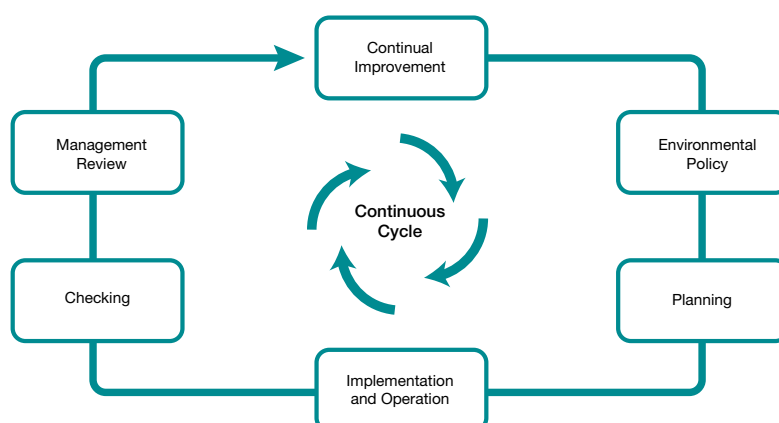 Continual
Improvement
Environmental
Policy
Planning
Implementation
and Operation
Checking
Management
Review
Continuous
Cycle